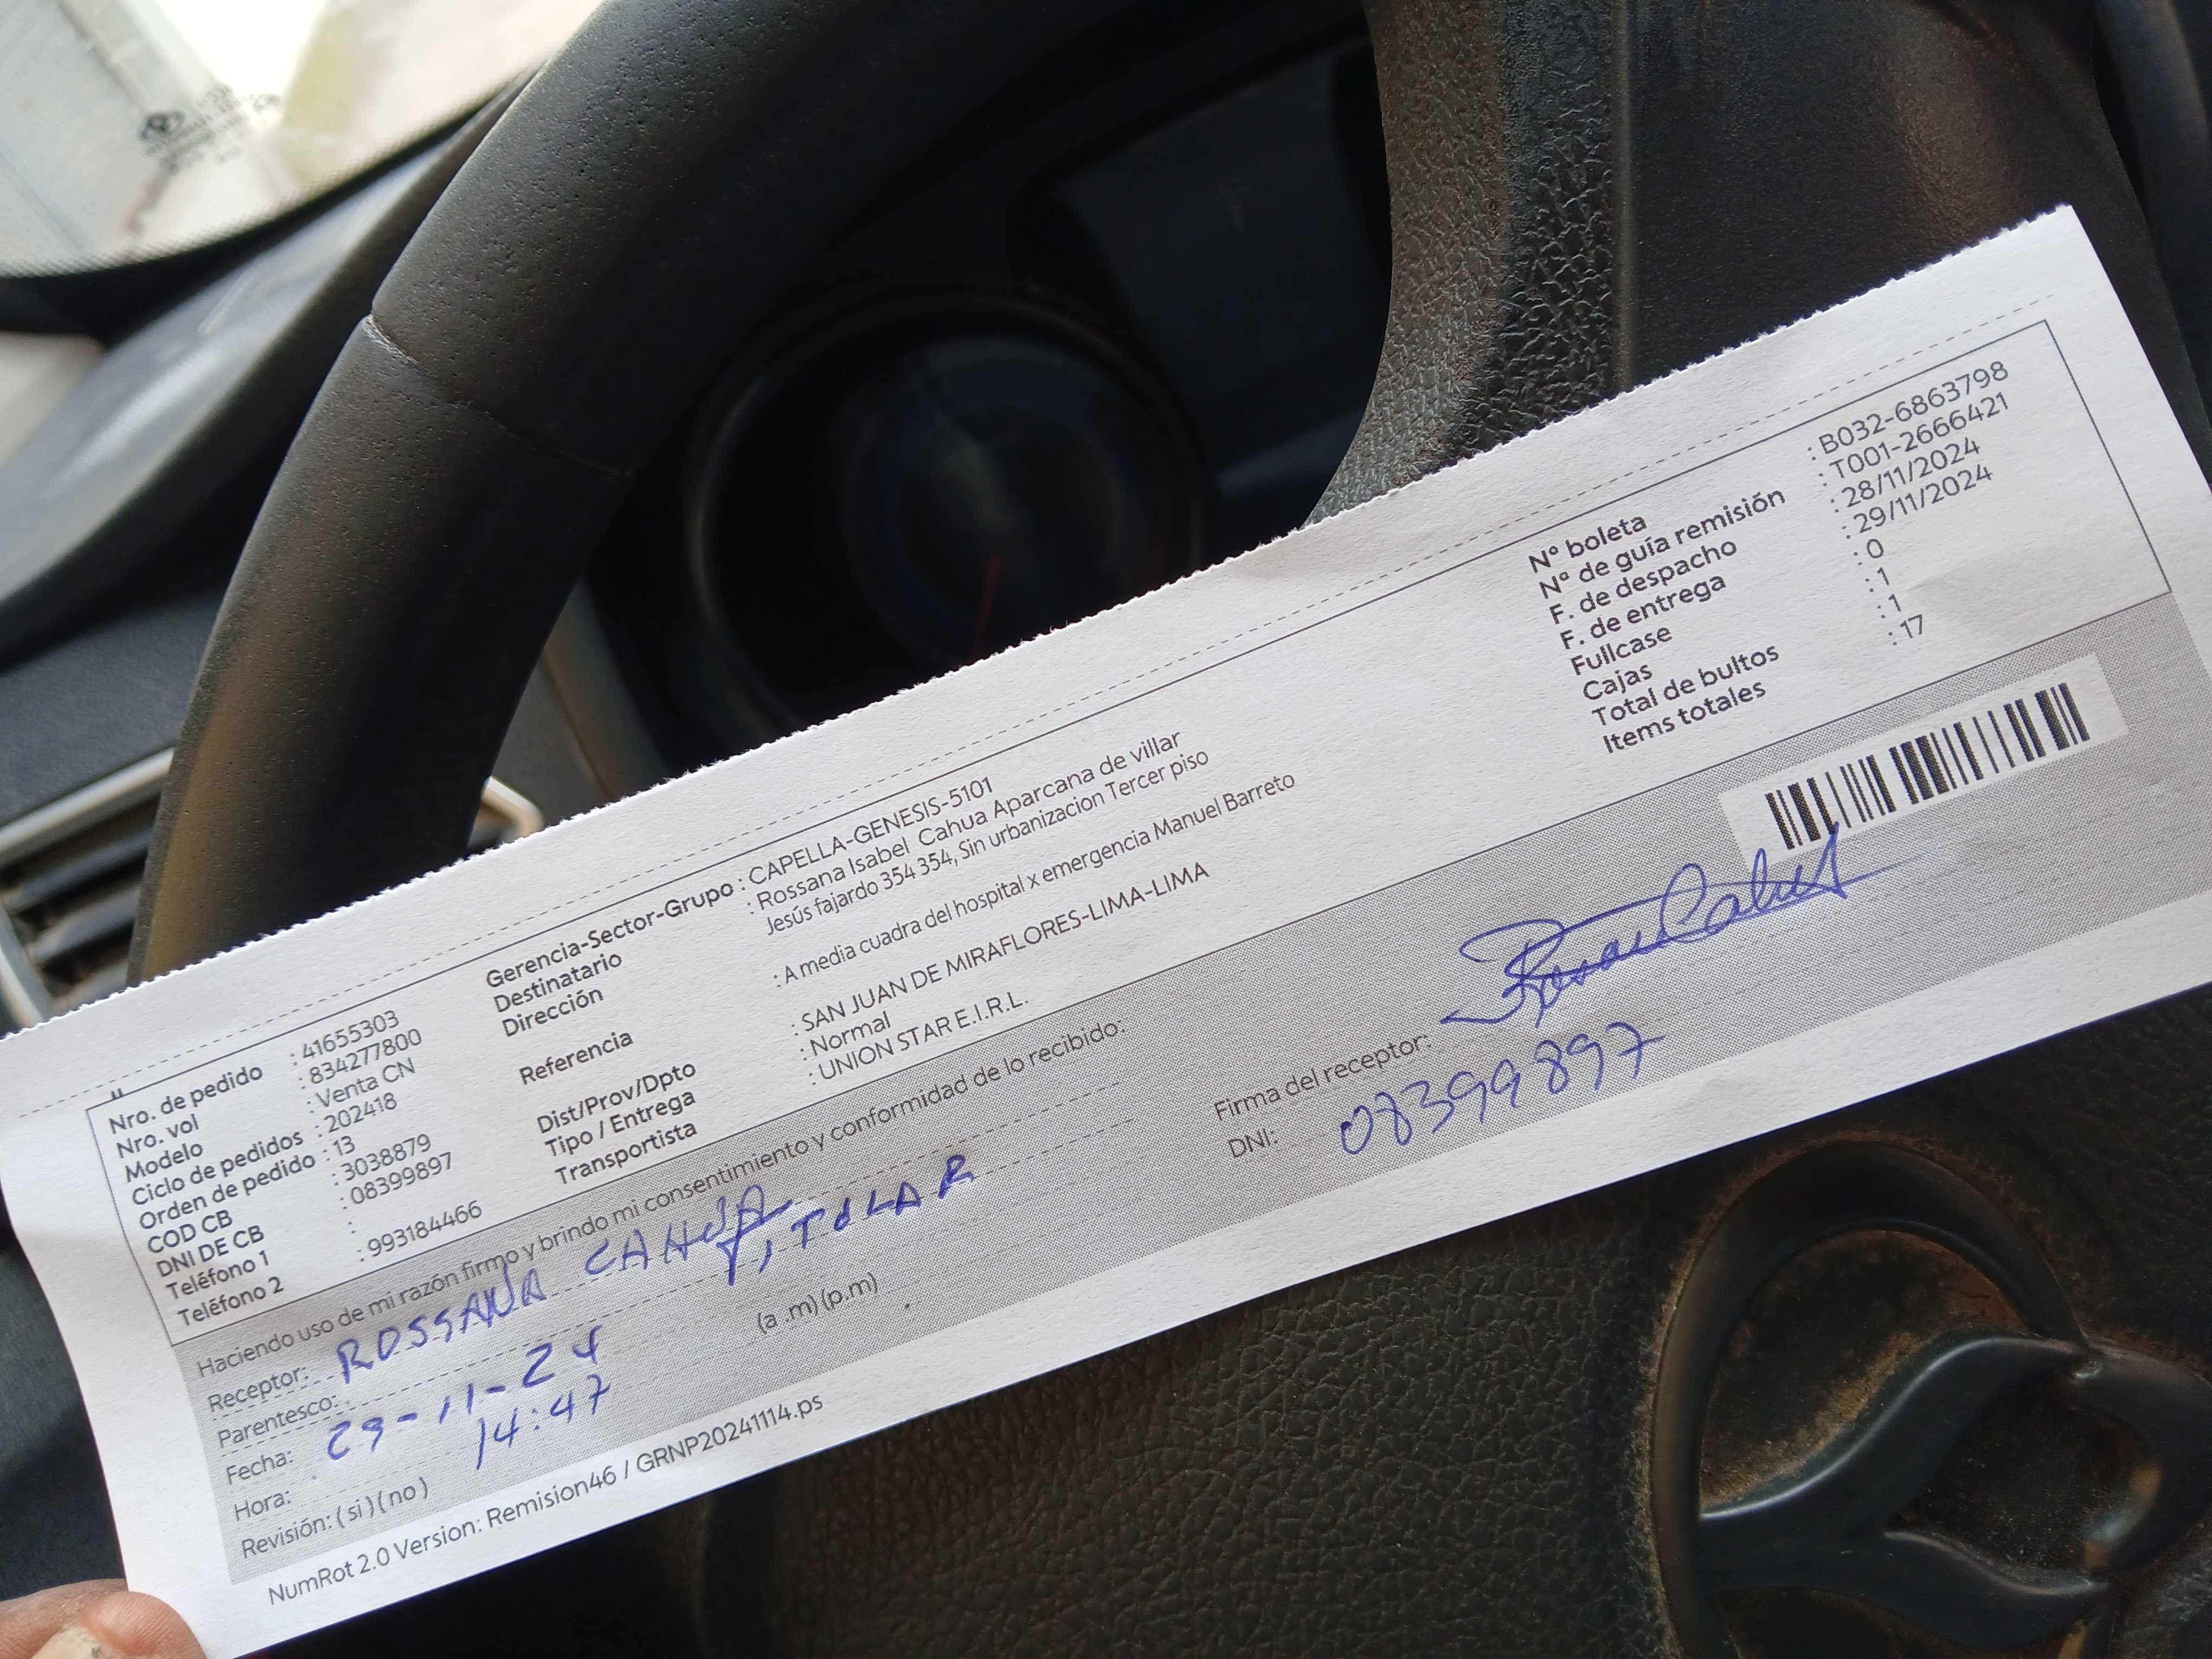 Nro. de pedido : 41655303
Nro. vol : 834277800
Modelo : Venta CN
Ciclo de pedidos : 202418
Orden de pedido : 13
COD CB : 3038879
DNI DE CB : 08399897
Teléfono 1 :
Teléfono 2 : 993184466
Gerencia-Sector-Grupo : CAPELLA-GENESIS-5101
Destinatario : Rossana Isabel Cahua Aparcana de villar
Dirección Jesús fajardo 354 354, Sin urbanizacion Tercer piso
Referencia : A media cuadra del hospital x emergencia Manuel Barreto
Dist/Prov/Dpto : SAN JUAN DE MIRAFLORES-LIMA-LIMA
Tipo / Entrega : Normal
Transportista : UNION STAR E.I.R.L.
N° boleta : B032-6863798
N° de guía remisión : T001-2666421
F. de despacho : 28/11/2024
F. de entrega : 29/11/2024
Fullcase : 0
Cajas : 1
Total de bultos : 1
Items totales : 17
Haciendo uso de mi razón firmo y brindo mi consentimiento y conformidad de lo recibido:
Receptor: ROSSANA CAHUA
Parentesco: TITULAR
Fecha: 29-11-24
Hora: 14:47 (a .m) (p.m)
Revisión: ( si ) ( no )
Firma del receptor:
DNI: 08399897
NumRot 2.0 Version: Remision46 / GRNP20241114.ps